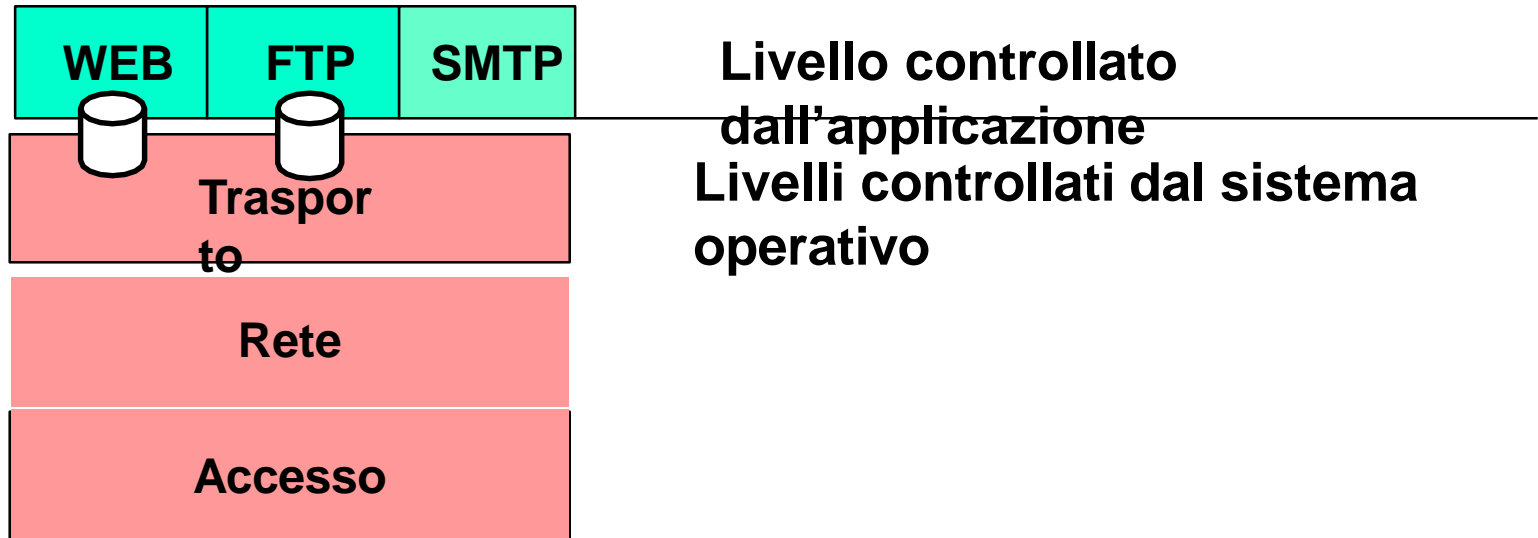 WEB FTP SMTP
Livello controllato
dall’applicazione
Livelli controllati dal sistema
operativo
Traspor
to
Rete
Accesso